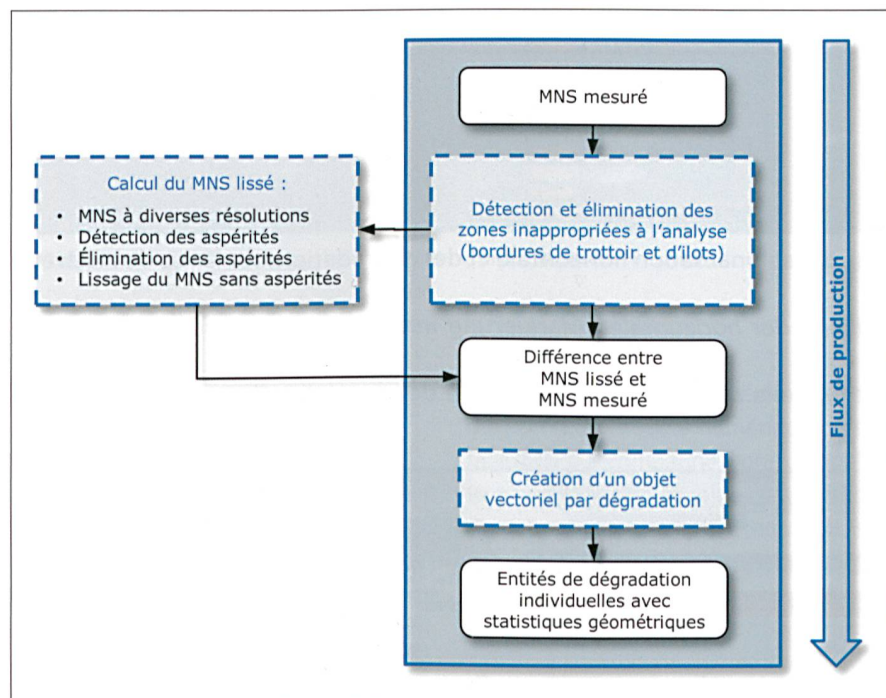 MNS mesuré
Calcul du MNS lissé :
• MNS à diverses résolutions
• Détection des aspérités
• Élimination des aspérités
• Lissage du MNS sans aspérités
Détection et élimination des
zones inappropriées à l'analyse
(bordures de trottoir et d'ilots)
Différence entre
MNS lissé et
MNS mesuré
Création d'un objet
vectoriel par dégradation
Entités de dégradation
individuelles avec
statistiques géométriques
Flux de production